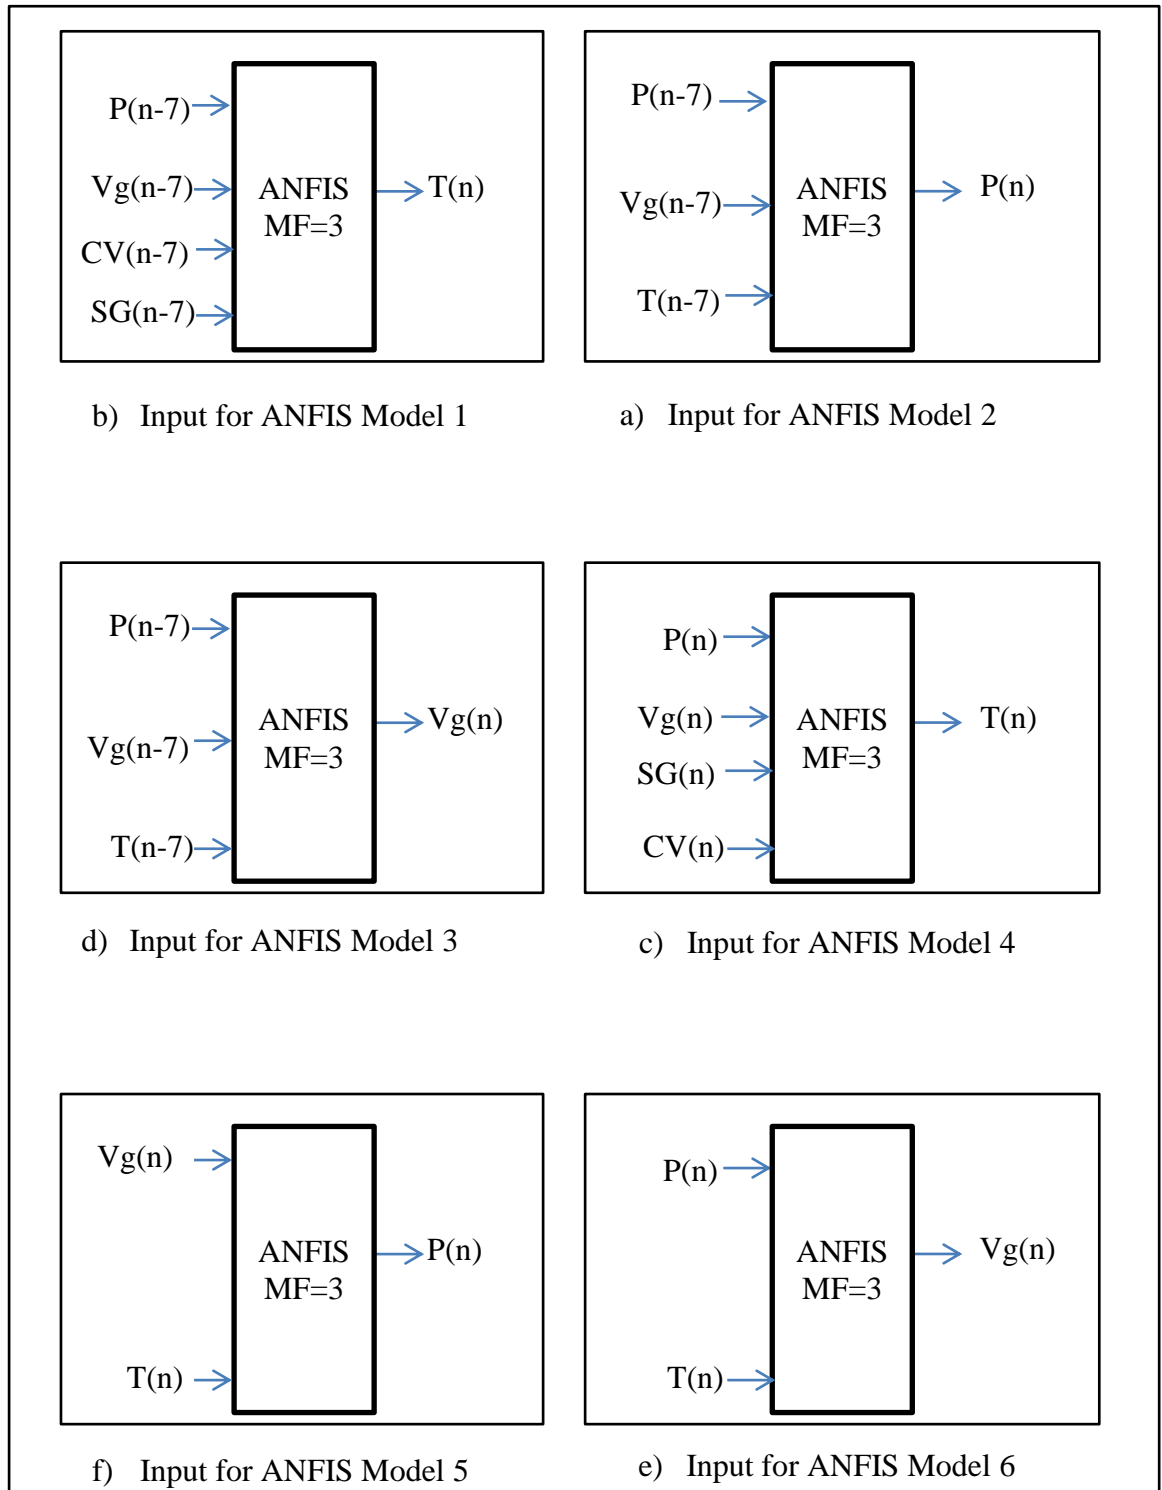 P(n-7)
Vg(n-7)
CV(n-7)
SG(n-7)
ANFIS
MF=3
T(n)
b) Input for ANFIS Model 1
P(n-7)
Vg(n-7)
T(n-7)
ANFIS
MF=3
P(n)
a) Input for ANFIS Model 2
P(n-7)
Vg(n-7)
T(n-7)
ANFIS
MF=3
Vg(n)
d) Input for ANFIS Model 3
P(n)
Vg(n)
SG(n)
CV(n)
ANFIS
MF=3
T(n)
c) Input for ANFIS Model 4
Vg(n)
T(n)
ANFIS
MF=3
P(n)
f) Input for ANFIS Model 5
P(n)
T(n)
ANFIS
MF=3
Vg(n)
e) Input for ANFIS Model 6